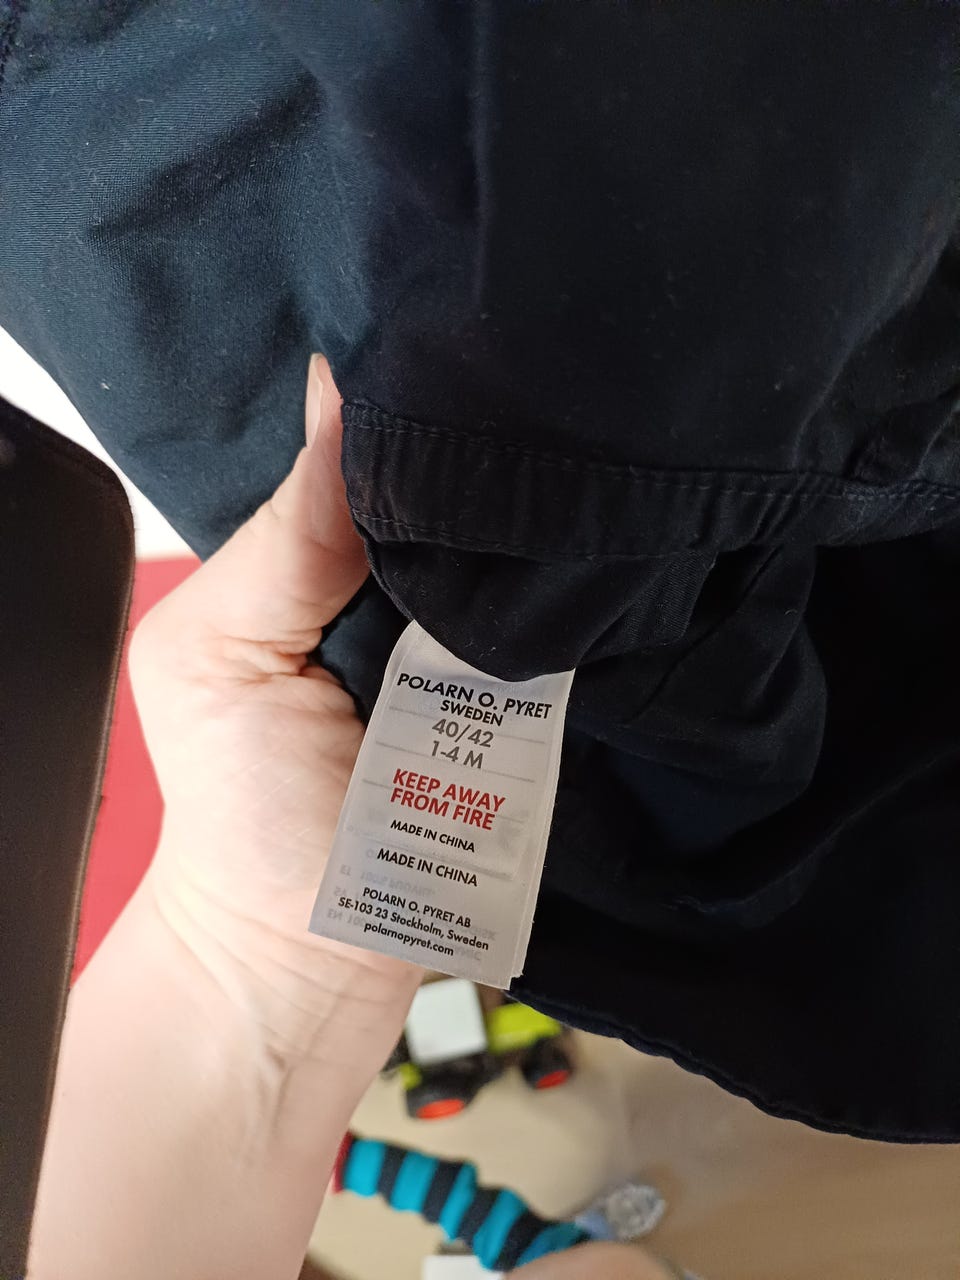 POLARN O. PYRET
SWEDEN
40/42
1-4 M
KEEP AWAY
FROM FIRE
MADE IN CHINA
MADE IN CHINA
POLARN O. PYRET AB
SE-103 23 Stockholm, Sweden
polarnopyret.com